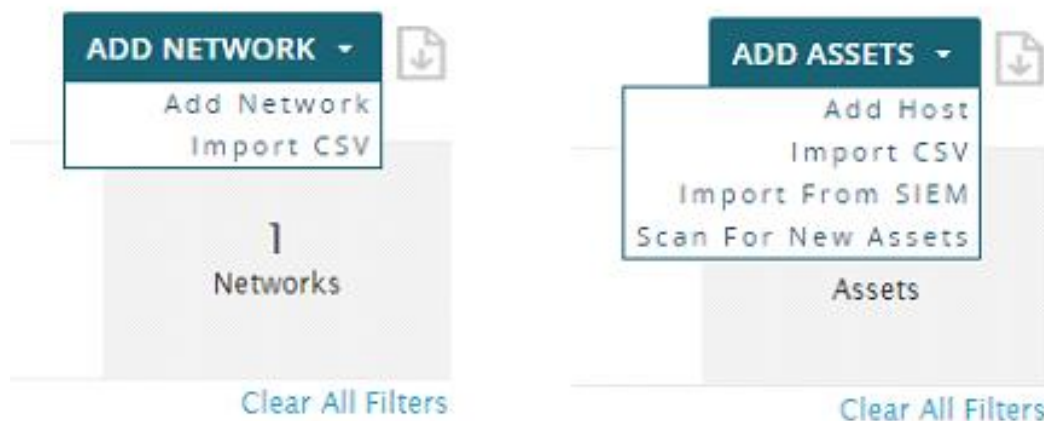 ADD NETWORK
Add Network
Import CSV
1
Networks
Clear All Filters
ADD ASSETS
Add Host
Import CSV
Import From SIEM
Scan For New Assets
Assets
Clear All Filters